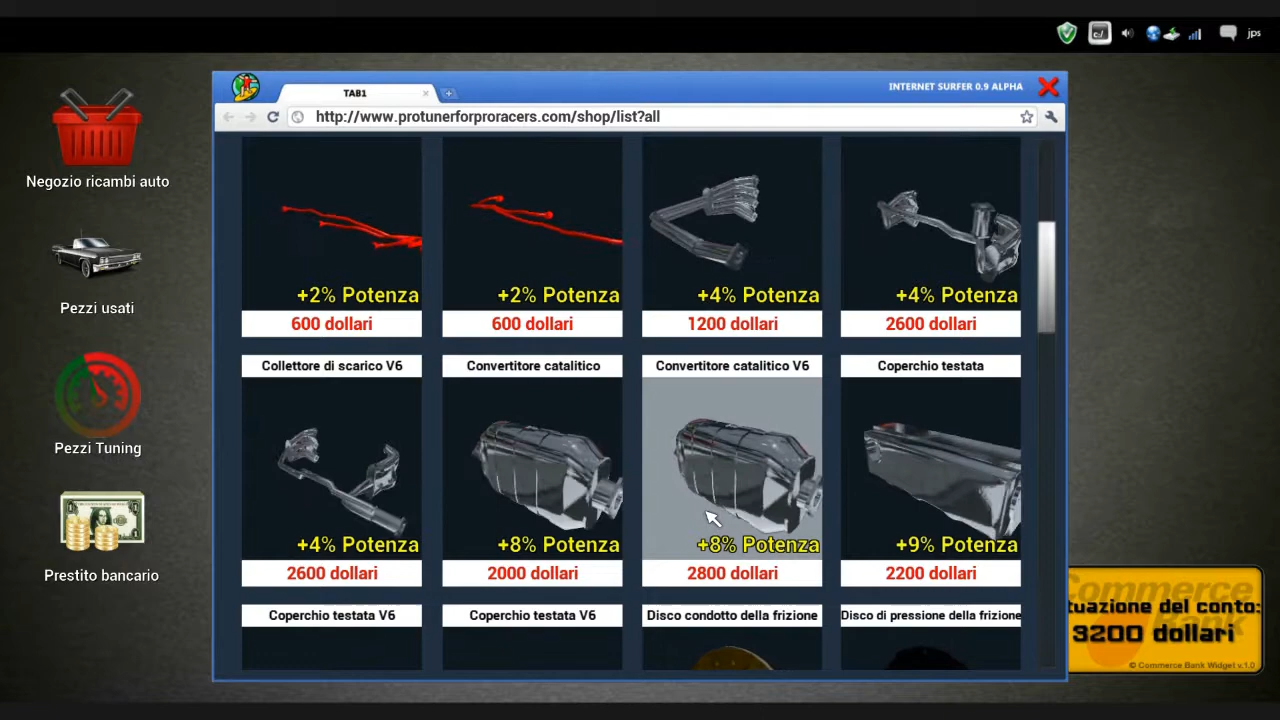 jps
TAB1
INTERNET SURFER 0.9 ALPHA
http://www.protunerforproracers.com/shop/list?all
Negozio ricambi auto
Pezzi usati
Pezzi Tuning
Prestito bancario
+2% Potenza
+2% Potenza
+4% Potenza
+4% Potenza
600 dollari
600 dollari
1200 dollari
2600 dollari
Collettore di scarico V6
Convertitore catalitico
Convertitore catalitico V6
Coperchio testata
+4% Potenza
+8% Potenza
+8% Potenza
+9% Potenza
2600 dollari
2000 dollari
2800 dollari
2200 dollari
Coperchio testata V6
Coperchio testata V6
Disco condotto della frizione
Disco di pressione della frizione
Commerce
Bank
tuazione del conto:
3200 dollari
© Commerce Bank Widget v.1.0